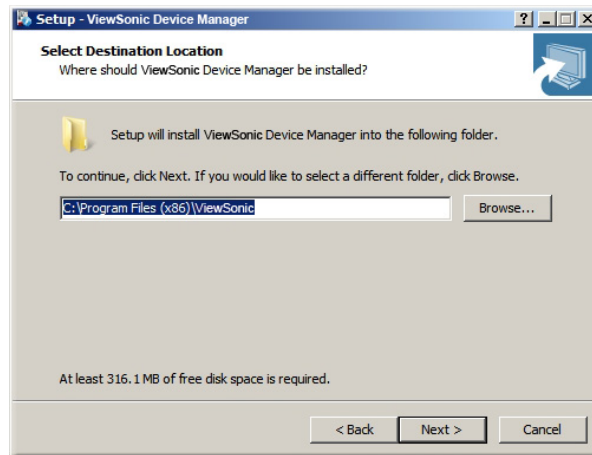 Setup - ViewSonic Device Manager
Select Destination Location
Where should ViewSonic Device Manager be installed?
Setup will install ViewSonic Device Manager into the following folder.
To continue, click Next. If you would like to select a different folder, click Browse.
C:\Program Files (x86)\ViewSonic
Browse...
At least 316.1 MB of free disk space is required.
< Back
Next >
Cancel